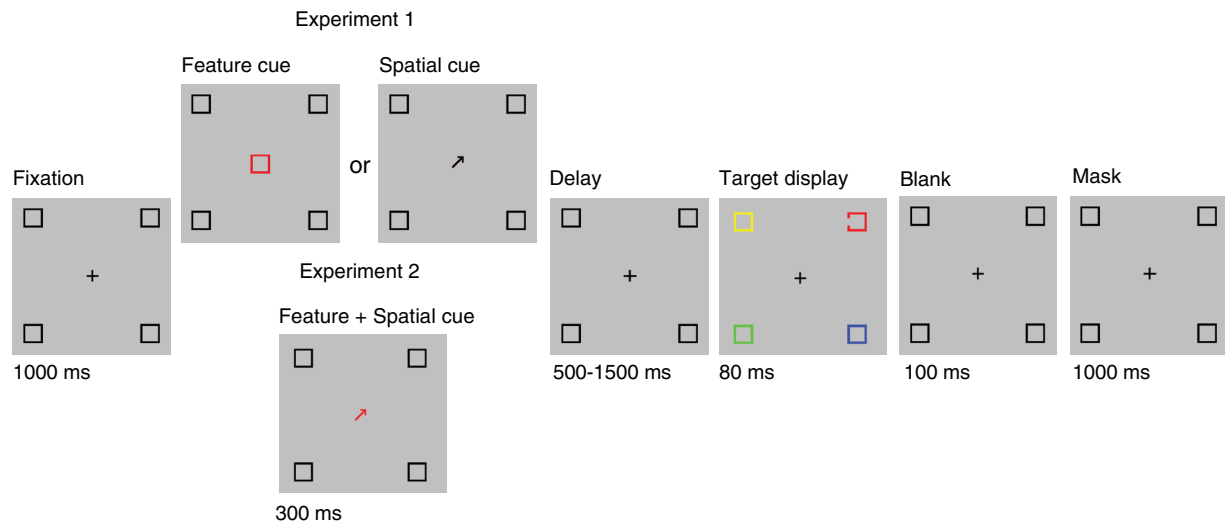 Experiment 1
Feature cue
Spatial cue
or
Fixation
1000 ms
Experiment 2
Feature + Spatial cue
300 ms
Delay
500-1500 ms
Target display
80 ms
Blank
100 ms
Mask
1000 ms